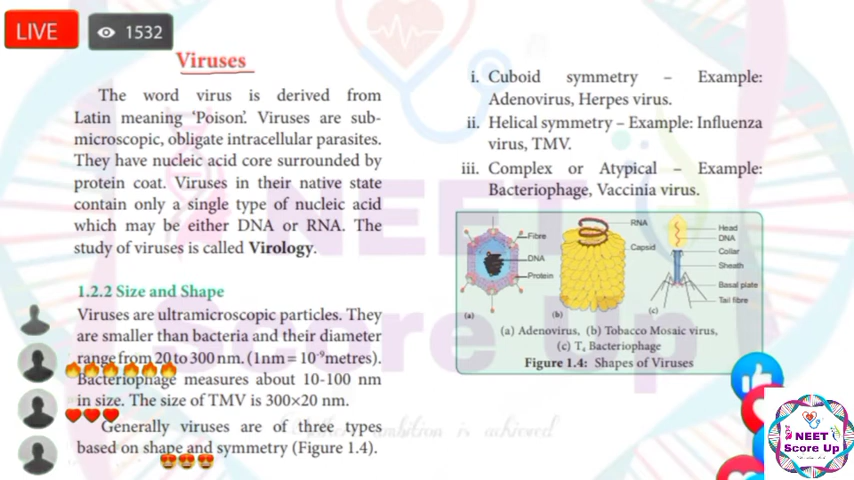 LIVE
1532
Viruses
The word virus is derived from
Latin meaning ‘Poison’. Viruses are sub-
microscopic, obligate intracellular parasites.
They have nucleic acid core surrounded by
protein coat. Viruses in their native state
contain only a single type of nucleic acid
which may be either DNA or RNA. The
study of viruses is called Virology.
1.2.2 Size and Shape
Viruses are ultramicroscopic particles. They
are smaller than bacteria and their diameter
range from 20 to 300 nm. (1nm = 10⁻⁹metres).
Bacteriophage measures about 10-100 nm
in size. The size of TMV is 300×20 nm.
Generally viruses are of three types
based on shape and symmetry (Figure 1.4).
i. Cuboid symmetry – Example:
Adenovirus, Herpes virus.
ii. Helical symmetry – Example: Influenza
virus, TMV.
iii. Complex or Atypical – Example:
Bacteriophage, Vaccinia virus.
Fibre
DNA
Protein
(a)
RNA
Capsid
(b)
Head
DNA
Collar
Sheath
Basal plate
Tail fibre
(c)
(a) Adenovirus, (b) Tobacco Mosaic virus,
(c) T₄ Bacteriophage
Figure 1.4: Shapes of Viruses
NEET
Score Up
ambition is achieved
NEET
Score Up